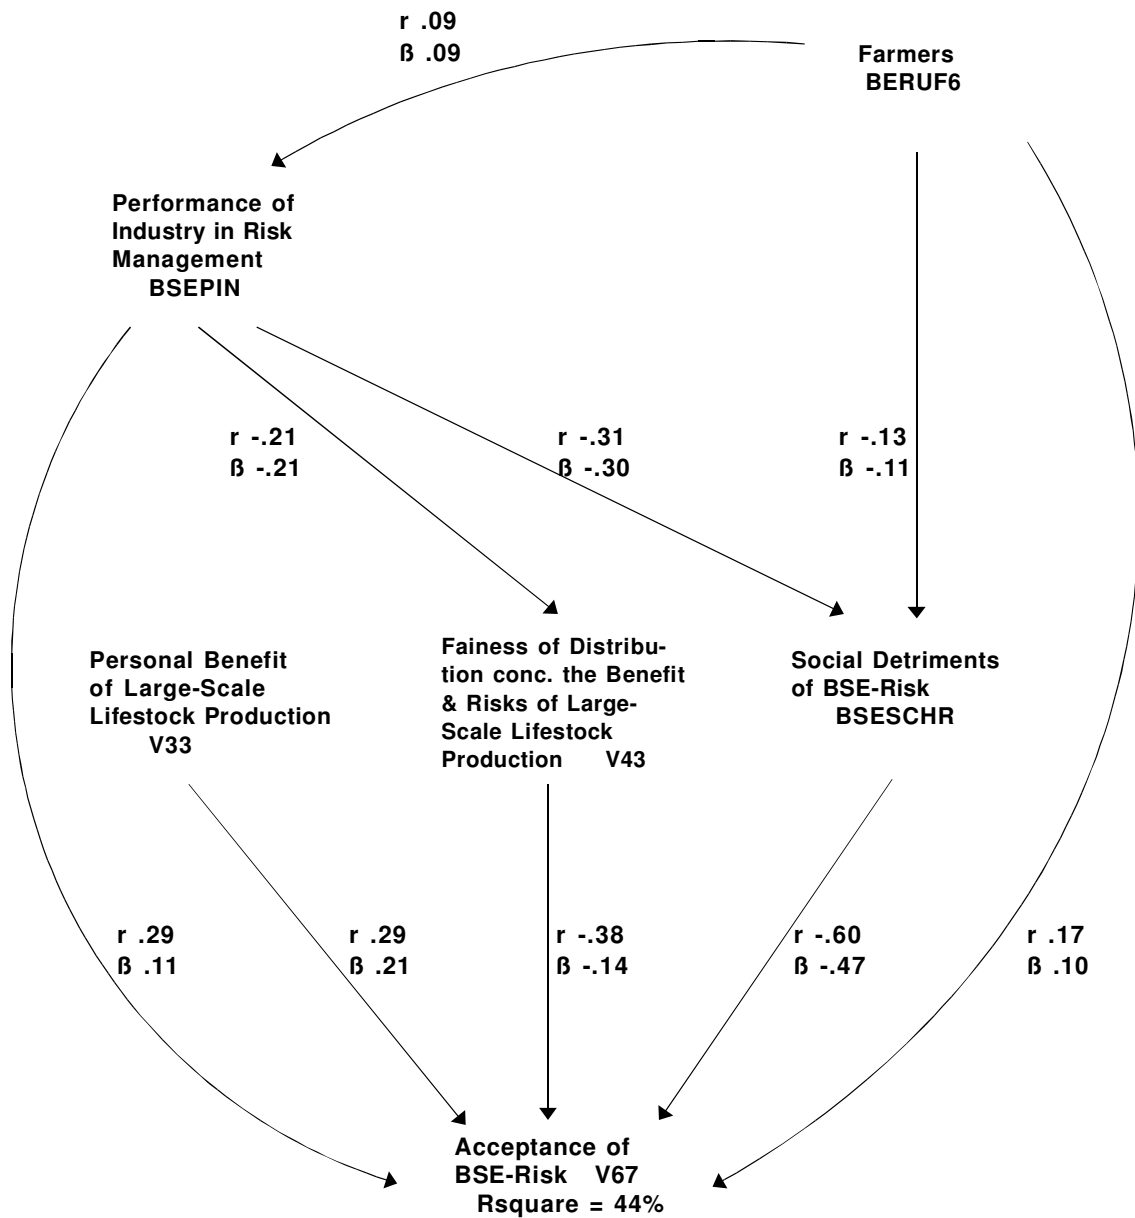 r .09
ß .09
Farmers
BERUF6
Performance of
Industry in Risk
Management
BSEPIN
r -.21
ß -.21
r -.31
ß -.30
r -.13
ß -.11
Personal Benefit
of Large-Scale
Lifestock Production
V33
Fainess of Distribu-
tion conc. the Benefit
& Risks of Large-
Scale Lifestock
Production V43
Social Detriments
of BSE-Risk
BSESCHR
r .29
ß .11
r .29
ß .21
r -.38
ß -.14
r -.60
ß -.47
r .17
ß .10
Acceptance of
BSE-Risk V67
Rsquare = 44%